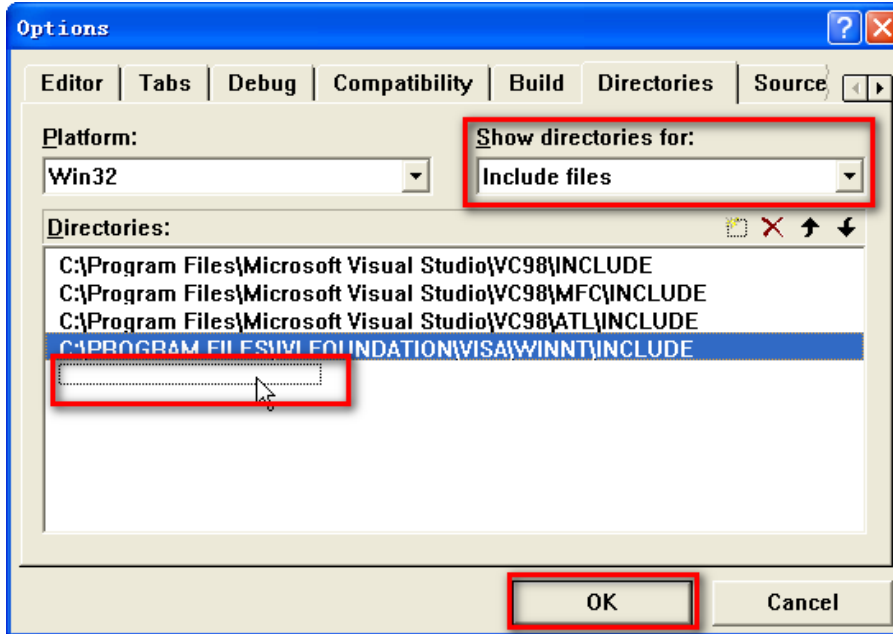 Options
Editor Tabs Debug Compatibility Build Directories Source
Platform: Show directories for:
Win32 Include files
Directories:
C:\Program Files\Microsoft Visual Studio\VC98\INCLUDE
C:\Program Files\Microsoft Visual Studio\VC98\MFC\INCLUDE
C:\Program Files\Microsoft Visual Studio\VC98\ATL\INCLUDE
C:\PROGRAM FILES\IVI FOUNDATION\VISA\WINNT\INCLUDE
OK Cancel